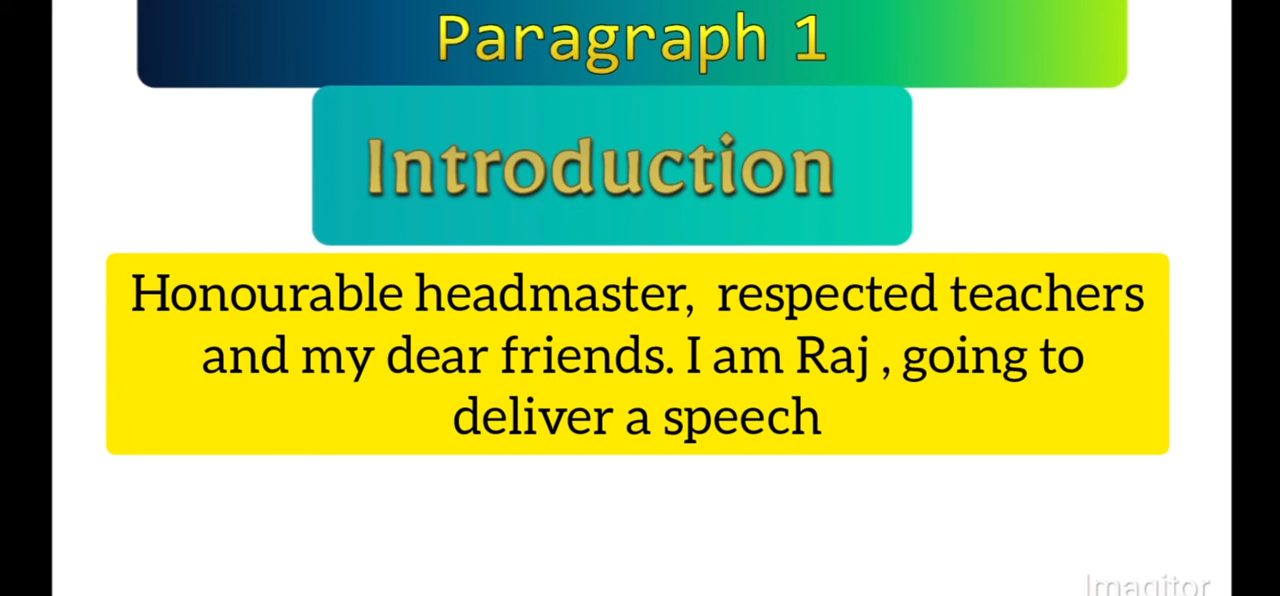 Paragraph 1
Introduction
Honourable headmaster, respected teachers
and my dear friends. I am Raj , going to
deliver a speech
Imagitor